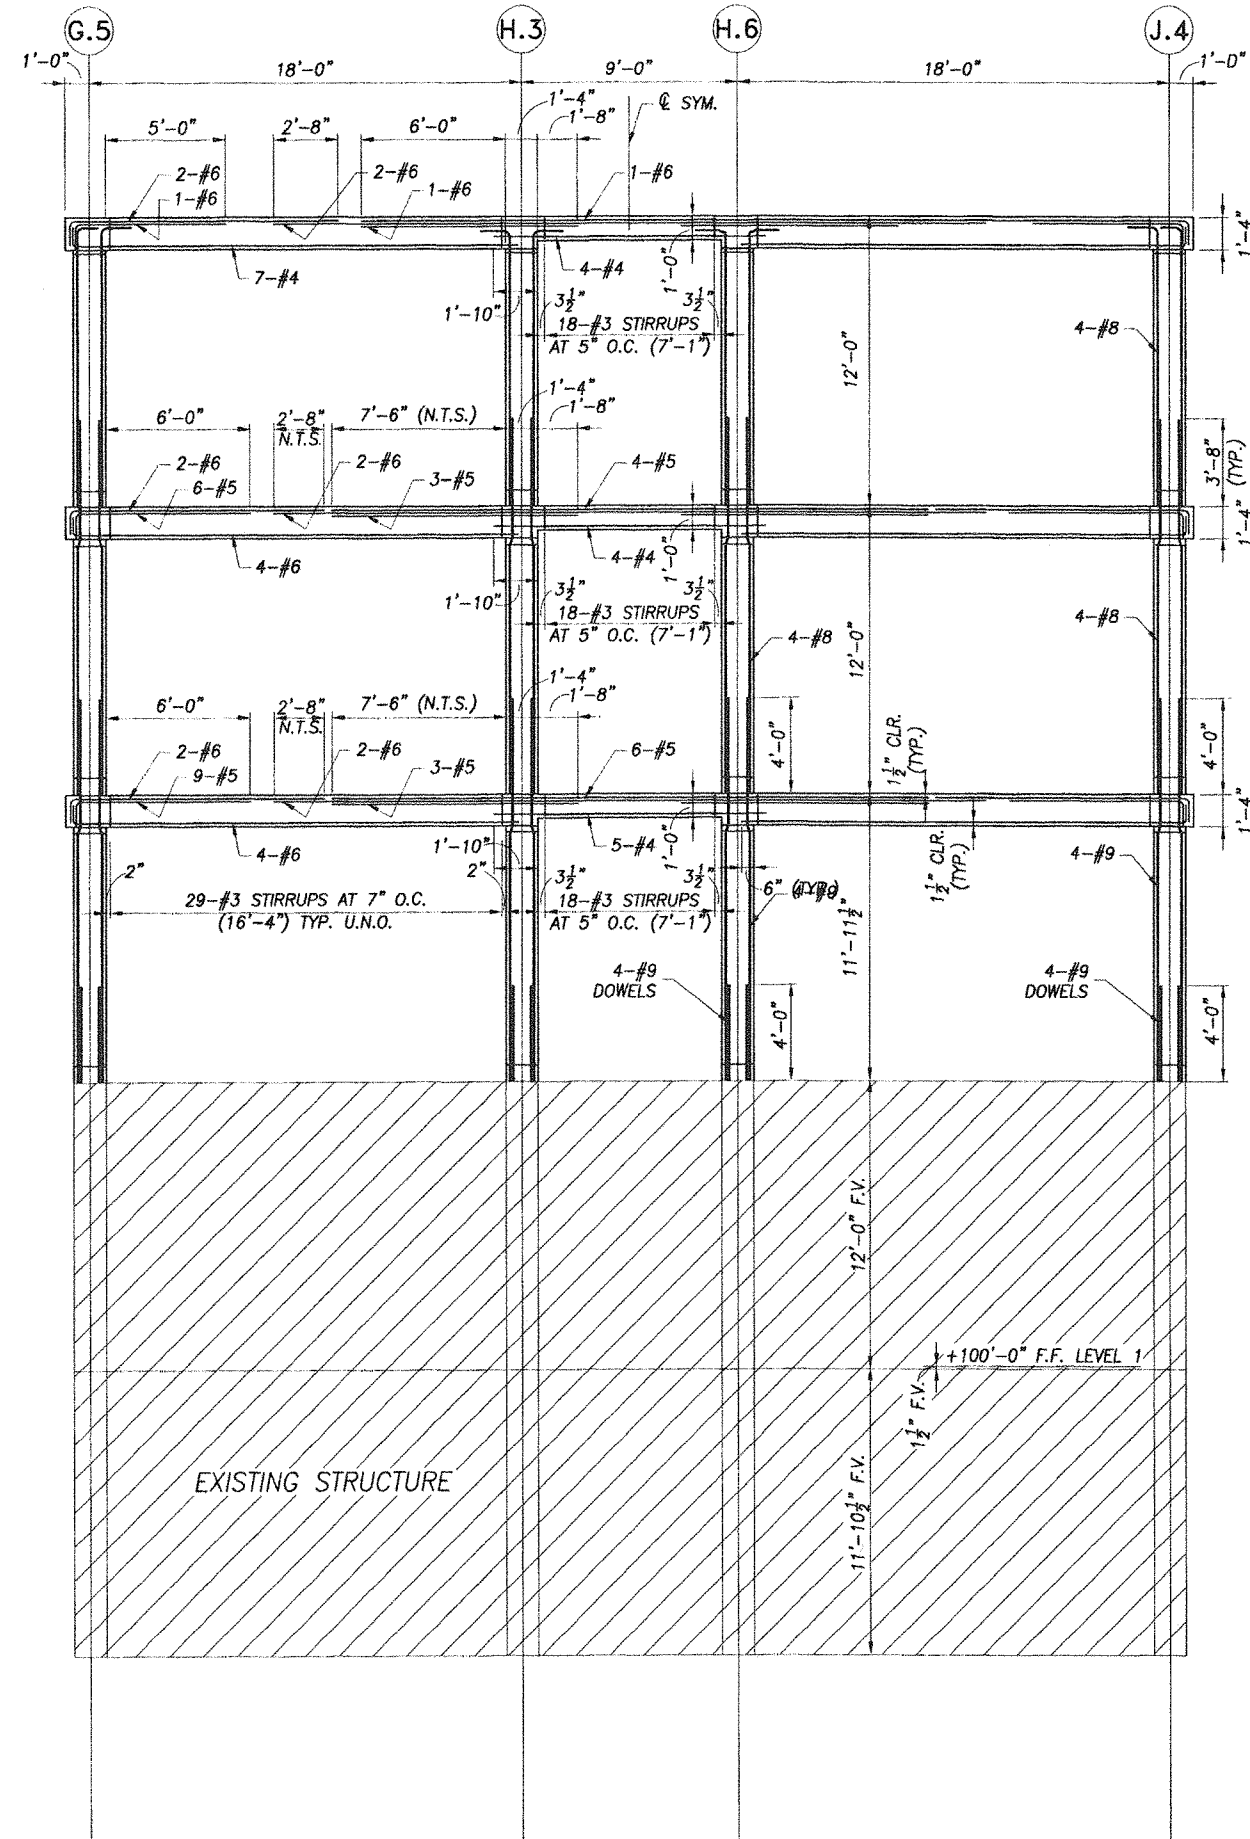 G.5
H.3
H.6
J.4
1'-0"
18'-0"
9'-0"
18'-0"
1'-0"
1'-4"
℄ SYM.
1'-8"
5'-0"
2'-8"
6'-0"
2-#6
1-#6
2-#6
1-#6
1-#6
1'-4"
7-#4
4-#4
1'-0"
1'-10"
3½"
3½"
18-#3 STIRRUPS
AT 5" O.C. (7'-1")
4-#8
12'-0"
1'-4"
1'-8"
6'-0"
2'-8"
N.T.S.
7'-6" (N.T.S.)
3'-8"
(TYP.)
2-#6
6-#5
2-#6
3-#5
4-#5
1'-4"
4-#6
4-#4
1'-0"
1'-10"
3½"
3½"
18-#3 STIRRUPS
AT 5" O.C. (7'-1")
4-#8
4-#8
12'-0"
1'-4"
1'-8"
6'-0"
2'-8"
N.T.S.
7'-6" (N.T.S.)
4'-0"
4'-0"
2-#6
9-#5
2-#6
3-#5
6-#5
1½" CLR.
(TYP.)
1'-4"
4-#6
5-#4
1'-0"
1'-10"
2"
2"
3½"
3½"
1½" CLR.
(TYP.)
4-#9
29-#3 STIRRUPS AT 7" O.C.
(16'-4") TYP. U.N.O.
18-#3 STIRRUPS
AT 5" O.C. (7'-1")
6"
11'-11½"
4-#9
DOWELS
4'-0"
4-#9
DOWELS
4'-0"
12'-0" F.V.
+100'-0" F.F. LEVEL 1
1½" F.V.
EXISTING STRUCTURE
11'-10½" F.V.